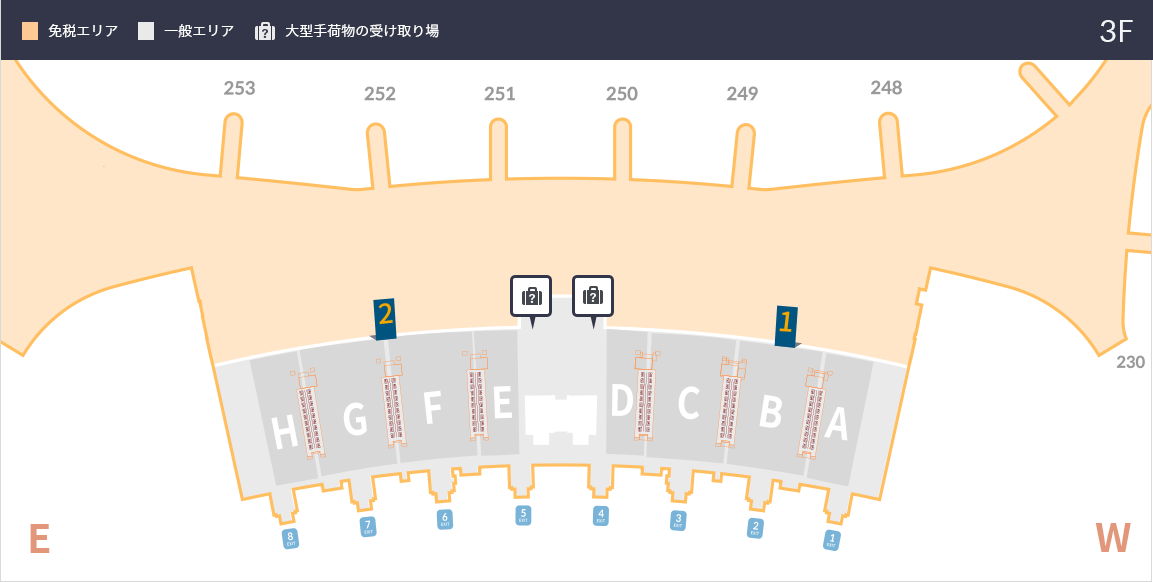 免税エリア 一般エリア 大型手荷物の受け取り場 3F
253 252 251 250 249 248
2 ? ? 1
230
H G F E D C B A
8 EXIT
7 EXIT
6 EXIT
5 EXIT
4 EXIT
3 EXIT
2 EXIT
1 EXIT
E W